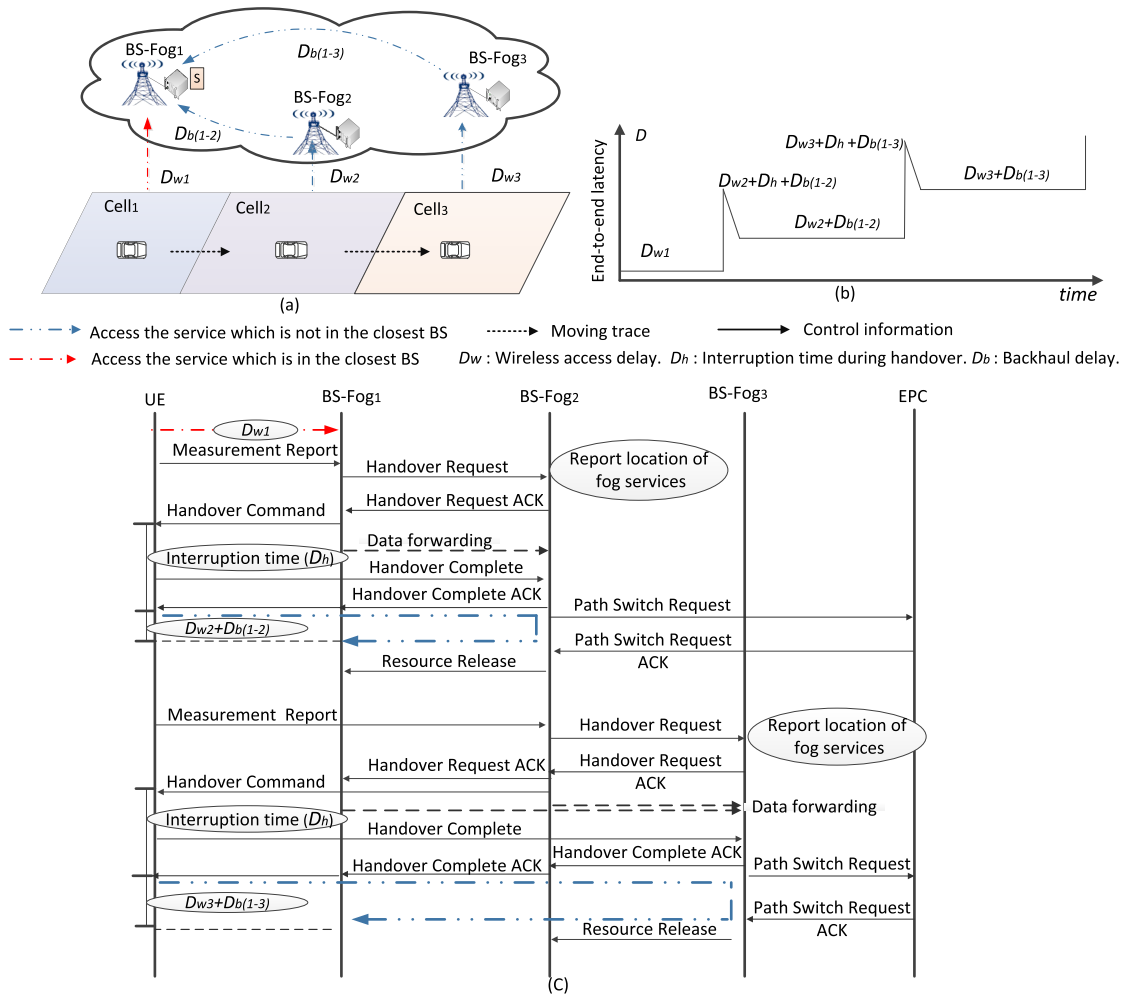 BS-Fog1
Db(1-3)
BS-Fog3
S
BS-Fog2
Db(1-2)
Dw1
Dw2
Dw3
Cell1
Cell2
Cell3
(a)
End-to-end latency
D
Dw3+Dh +Db(1-3)
Dw2+Dh +Db(1-2)
Dw3+Db(1-3)
Dw2+Db(1-2)
Dw1
time
(b)
Access the service which is not in the closest BS
Moving trace
Control information
Access the service which is in the closest BS
Dw : Wireless access delay. Dh : Interruption time during handover. Db : Backhaul delay.
UE
BS-Fog1
BS-Fog2
BS-Fog3
EPC
Dw1
Measurement Report
Handover Request
Report location of
fog services
Handover Request ACK
Handover Command
Data forwarding
Interruption time (Dh)
Handover Complete
Handover Complete ACK
Path Switch Request
Dw2+Db(1-2)
Path Switch Request
ACK
Resource Release
Measurement Report
Handover Request
Report location of
fog services
Handover Request ACK
Handover Request
ACK
Handover Command
Data forwarding
Interruption time (Dh)
Handover Complete
Handover Complete ACK
Handover Complete ACK
Path Switch Request
Dw3+Db(1-3)
Path Switch Request
ACK
Resource Release
(C)